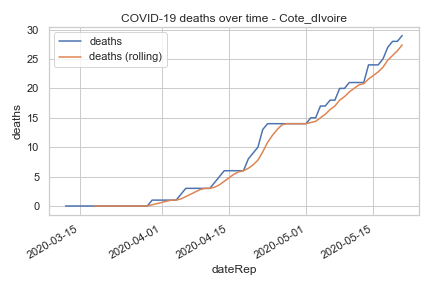 COVID-19 deaths over time - Cote_dIvoire
deaths
deaths (rolling)
deaths
30
25
20
15
10
5
0
2020-03-15
2020-04-01
2020-04-15
2020-05-01
2020-05-15
dateRep